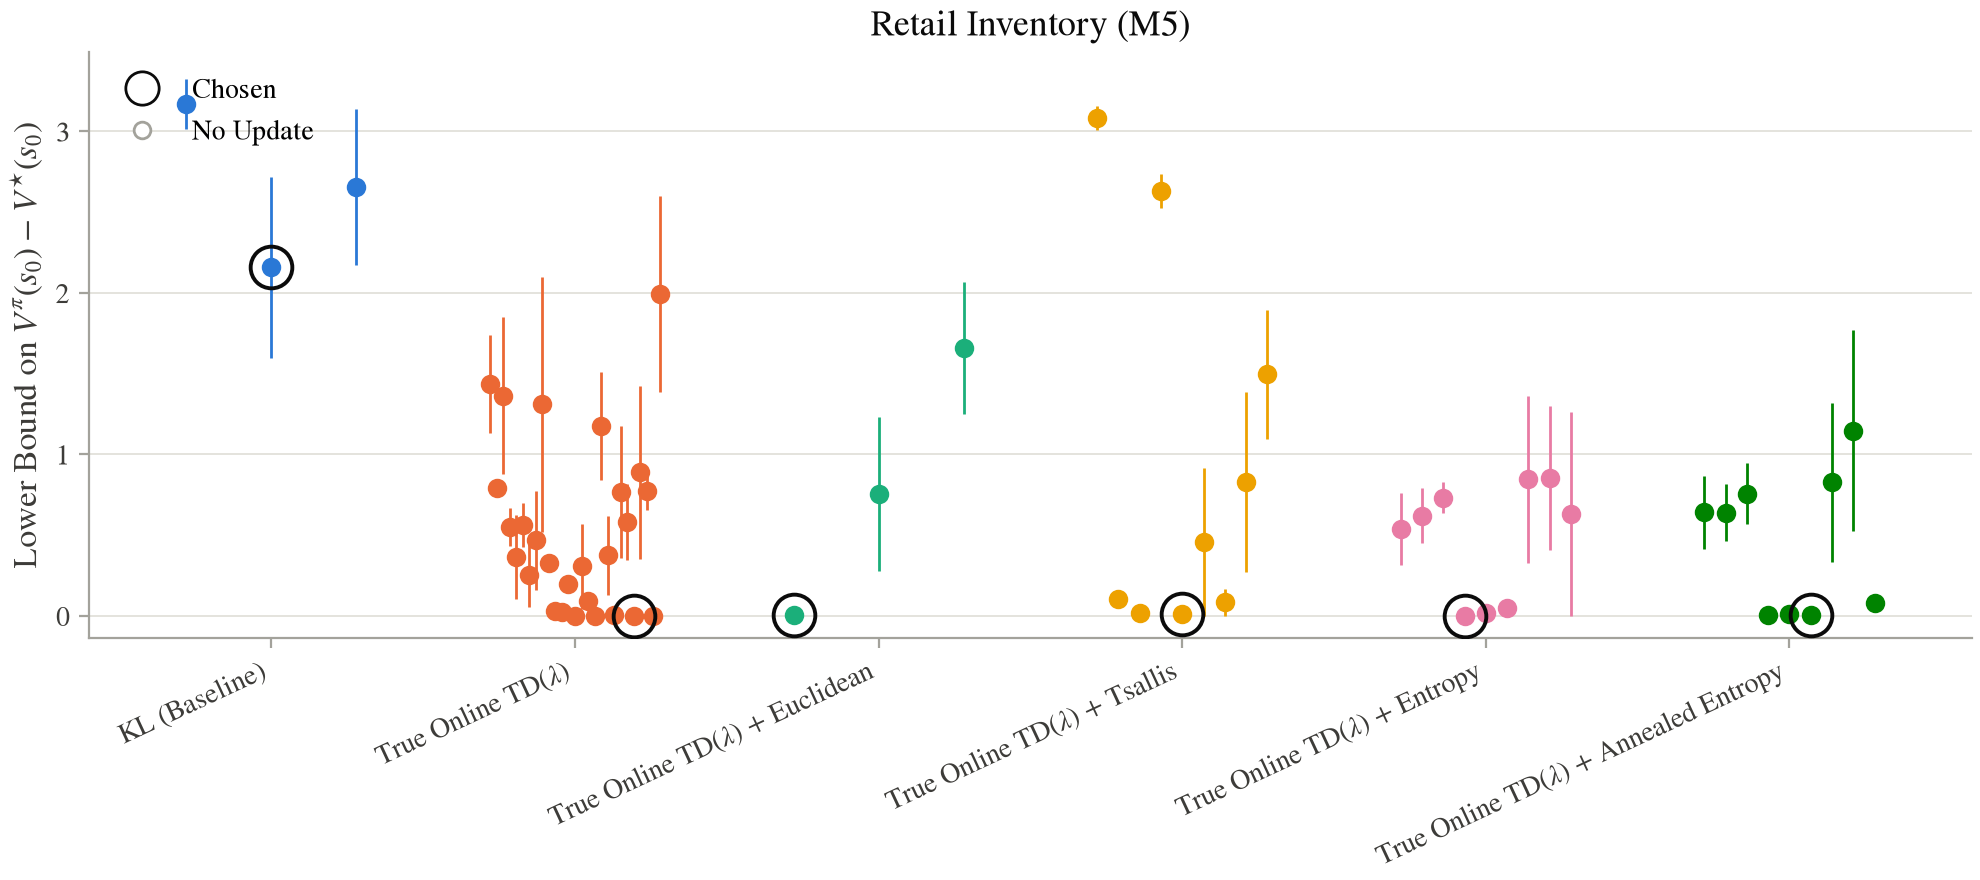 Retail Inventory (M5)
Chosen
No Update
Lower Bound on V^π(s₀) − V^★(s₀)
3
2
1
0
KL (Baseline)
True Online TD(λ)
True Online TD(λ) + Euclidean
True Online TD(λ) + Tsallis
True Online TD(λ) + Entropy
True Online TD(λ) + Annealed Entropy